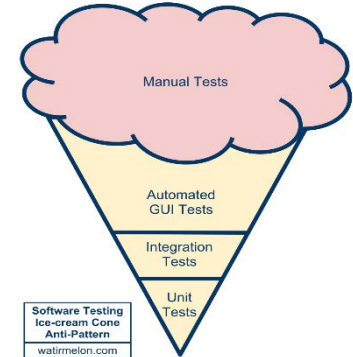 Manual Tests
Automated
GUI Tests
Integration
Tests
Unit
Tests
Software Testing
Ice-cream Cone
Anti-Pattern
watirmelon.com